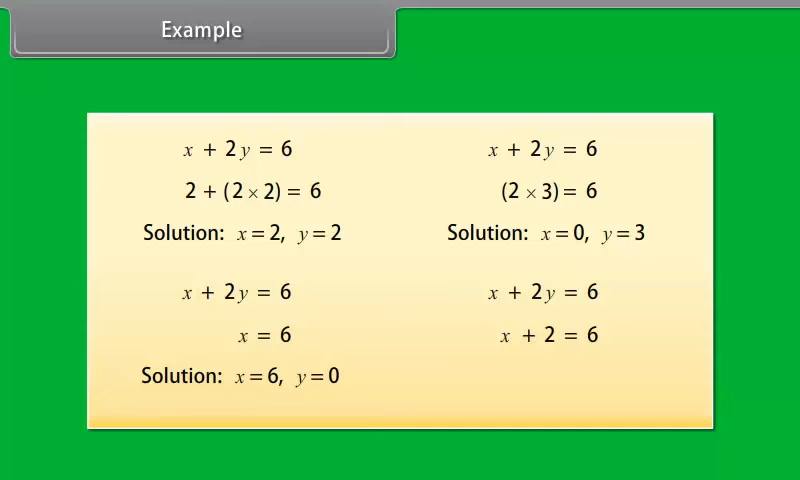 Example
x + 2y = 6
2 + (2 × 2) = 6
Solution: x = 2, y = 2
x + 2y = 6
(2 × 3) = 6
Solution: x = 0, y = 3
x + 2y = 6
x = 6
Solution: x = 6, y = 0
x + 2y = 6
x + 2 = 6